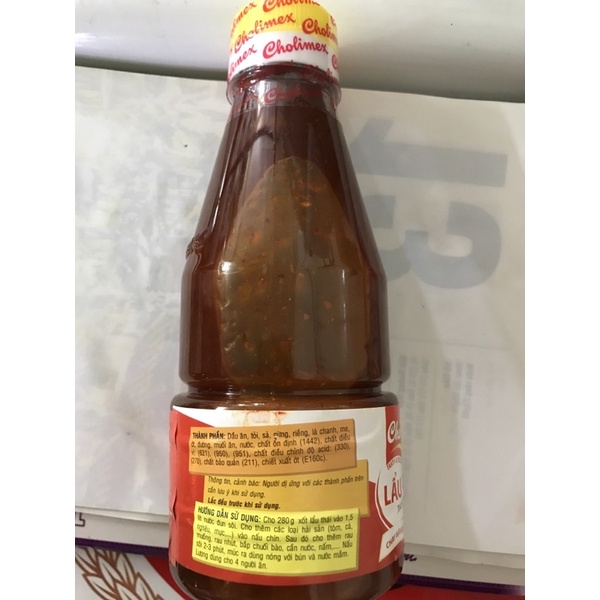 Cholimex
Cholimex
Cholimex
THÀNH PHẦN: Dầu ăn, tỏi, sả, gừng, riềng, lá chanh, me,
ớt, đường, muối ăn, nước, chất ổn định (1442), chất điều
vị: (621), (950), (951), chất điều chỉnh độ acid: (330),
(270), chất bảo quản (211), chiết xuất ớt (E160c).
Thông tin, cảnh báo: Người dị ứng với các thành phần trên
cần lưu ý khi sử dụng.
Lắc đều trước khi sử dụng.
HƯỚNG DẪN SỬ DỤNG: Cho 280 g xốt lẩu thái vào 1,5
lít nước đun sôi. Cho thêm các loại hải sản (tôm, cá,
nghêu, mực,...) vào nấu chín. Sau đó cho thêm rau
muống, rau nhút, bắp chuối bào, cần nước, nấm,... Nấu
sôi 2-3 phút, múc ra dùng nóng với bún và nước mắm.
Lượng dùng cho 4 người ăn.
LẨU
13